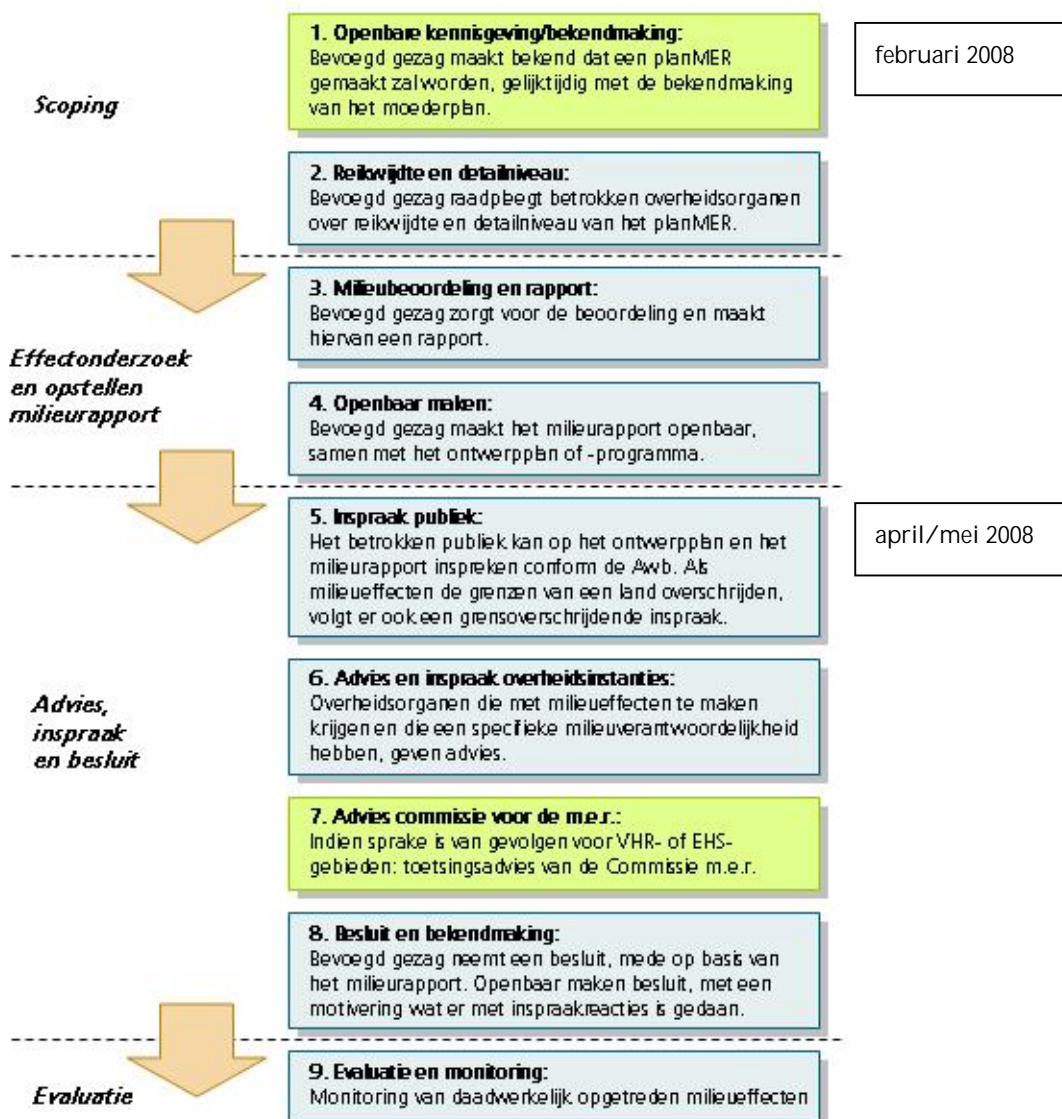 1. Openbare kennisgeving/bekendmaking:
Bevoegd gezag maakt bekend dat een planMER
gemaakt zal worden, gelijktijdig met de bekendmaking
van het moederplan.
februari 2008
Scoping
2. Reikwijdte en detailniveau:
Bevoegd gezag raadpleegt betrokken overheidsorganen
over reikwijdte en detailniveau van het planMER.
3. Milieubeoordeling en rapport:
Bevoegd gezag zorgt voor de beoordeling en maakt
hiervan een rapport.
Effectonderzoek
en opstellen
milieurapport
4. Openbaar maken:
Bevoegd gezag maakt het milieurapport openbaar,
samen met het ontwerpplan of -programma.
5. Inspraak publiek:
Het betrokken publiek kan op het ontwerpplan en het
milieurapport inspreken conform de Awb. Als
milieueffecten de grenzen van een land overschrijden,
volgt er ook een grensoverschrijdende inspraak.
april/mei 2008
6. Advies en inspraak overheidsinstanties:
Overheidsorganen die met milieueffecten te maken
krijgen en die een specifieke milieuverantwoordelijkheid
hebben, geven advies.
Advies,
inspraak
en besluit
7. Advies commissie voor de m.e.r.:
Indien sprake is van gevolgen voor VHR- of EHS-
gebieden: toetsingsadvies van de Commissie m.e.r.
8. Besluit en bekendmaking:
Bevoegd gezag neemt een besluit, mede op basis van
het milieurapport. Openbaar maken besluit, met een
motivering wat er met inspraakreacties is gedaan.
9. Evaluatie en monitoring:
Monitoring van daadwerkelijk opgetreden milieueffecten
Evaluatie